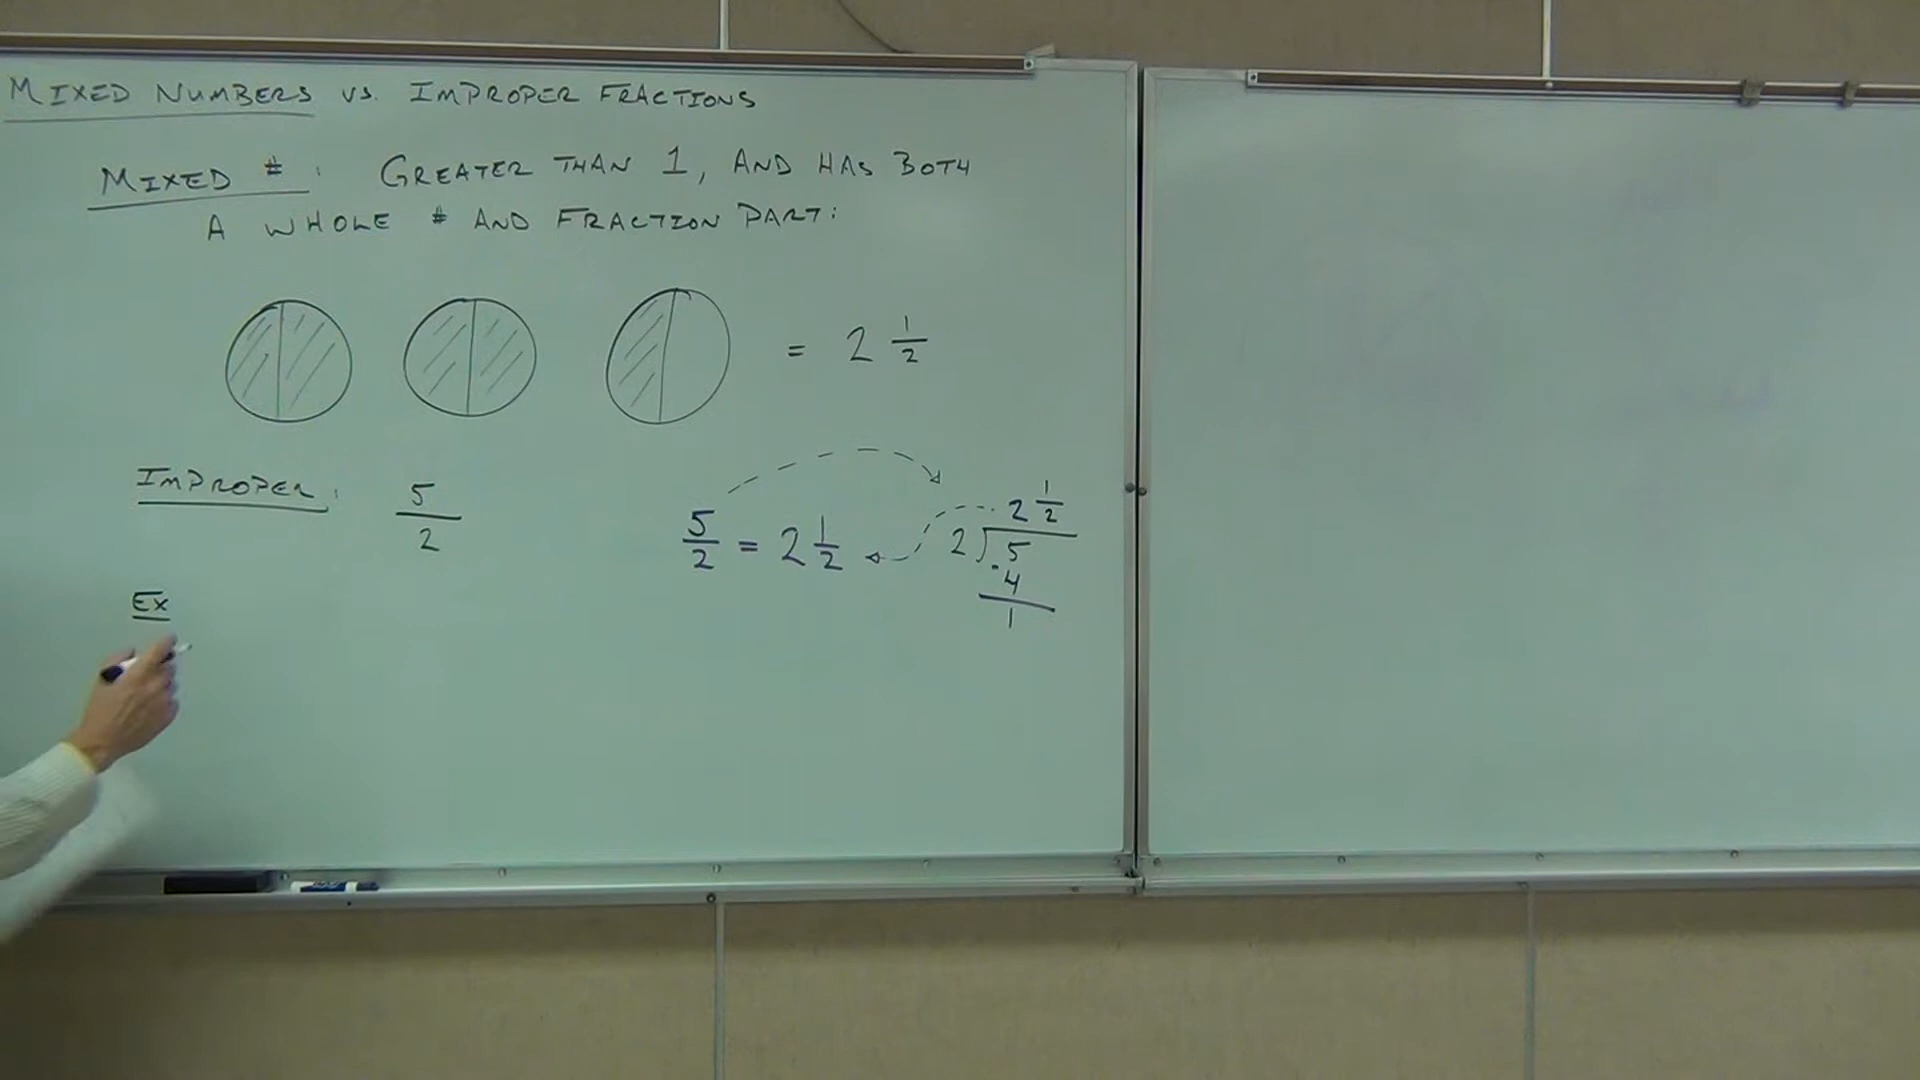 MIXED NUMBERS VS. IMPROPER FRACTIONS
MIXED #: GREATER THAN 1, AND HAS BOTH
A WHOLE # AND FRACTION PART:
= 2 1/2
IMPROPER: 5/2
5/2 = 2 1/2
2 1/2
2)5
- 4
1
EX